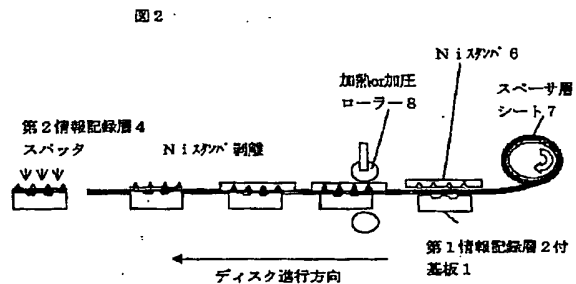 図2
Niスタンパ6
加熱or加圧
ローラー8
スペーサ層
シート7
第2情報記録層4
スパッタ
Niスタンパ剥離
第1情報記録層2付
基板1
ディスク進行方向